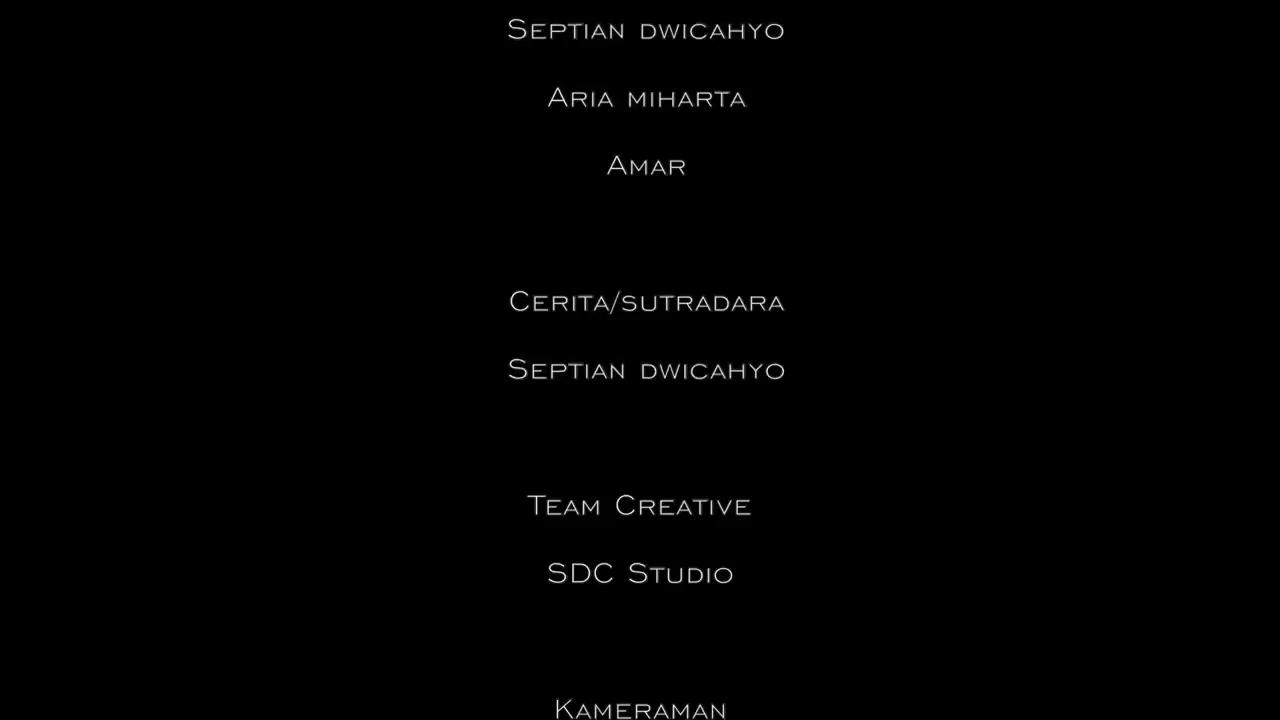 Septian dwicahyo
Aria miharta
Amar
Cerita/sutradara
Septian dwicahyo
Team Creative
SDC Studio
Kameraman